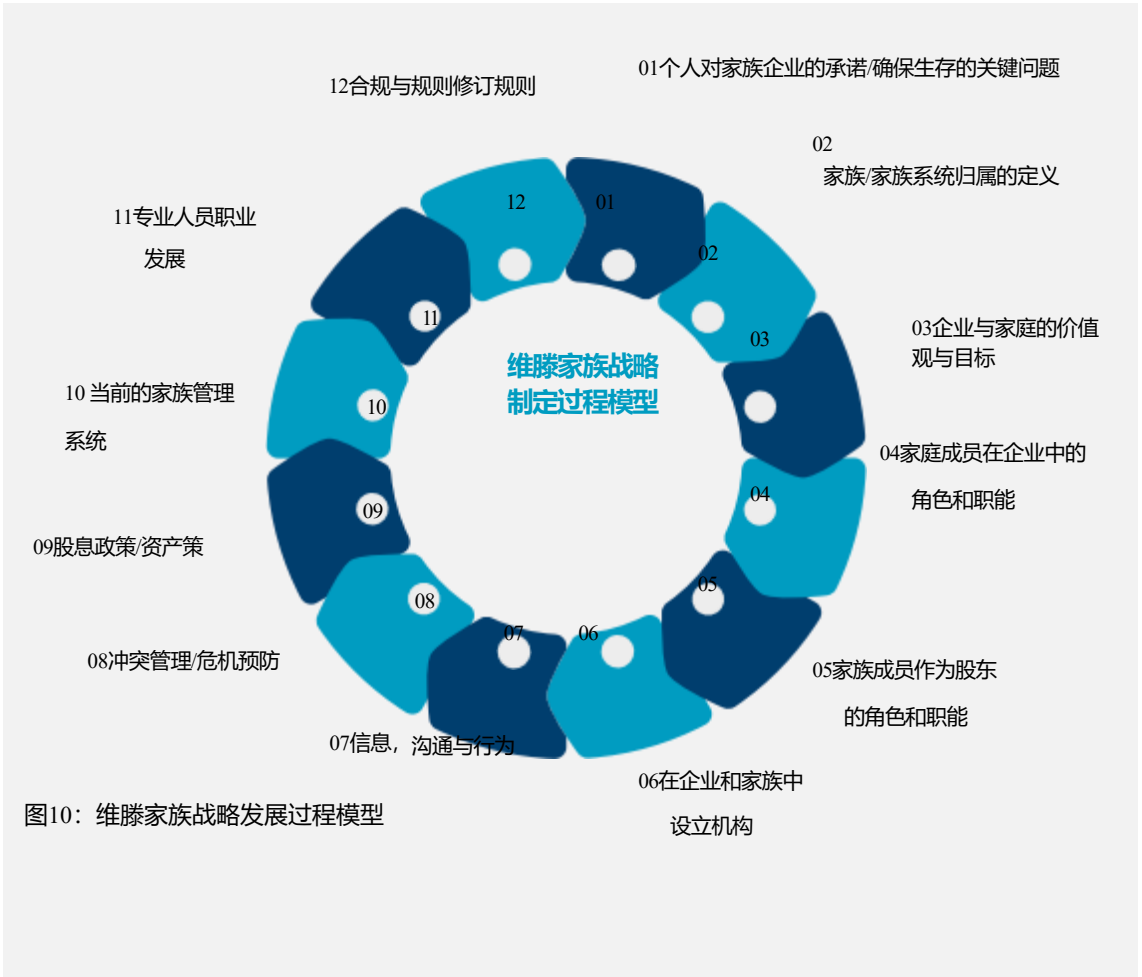 12合规与规则修订规则
01个人对家族企业的承诺/确保生存的关键问题
02
家族/家族系统归属的定义
11专业人员职业
发展
12
01
02
03
03企业与家庭的价值
观与目标
11
维滕家族战略
制定过程模型
10 当前的家族管理
系统
10
04家庭成员在企业中的
角色和职能
04
09
09股息政策/资产策
05
08
08冲突管理/危机预防
07
06
05家族成员作为股东
的角色和职能
07信息，沟通与行为
06在企业和家族中
设立机构
图10：维滕家族战略发展过程模型